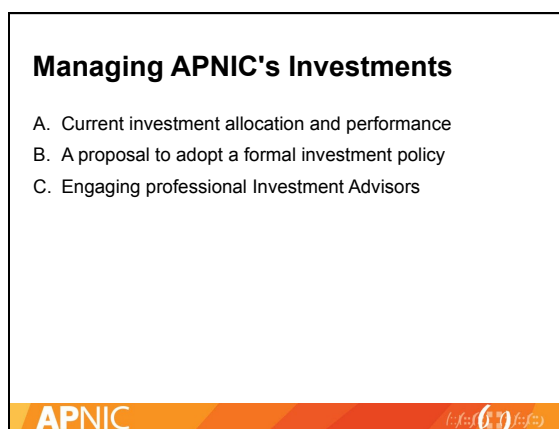 Managing APNIC's Investments
A. Current investment allocation and performance
B. A proposal to adopt a formal investment policy
C. Engaging professional Investment Advisors
APNIC